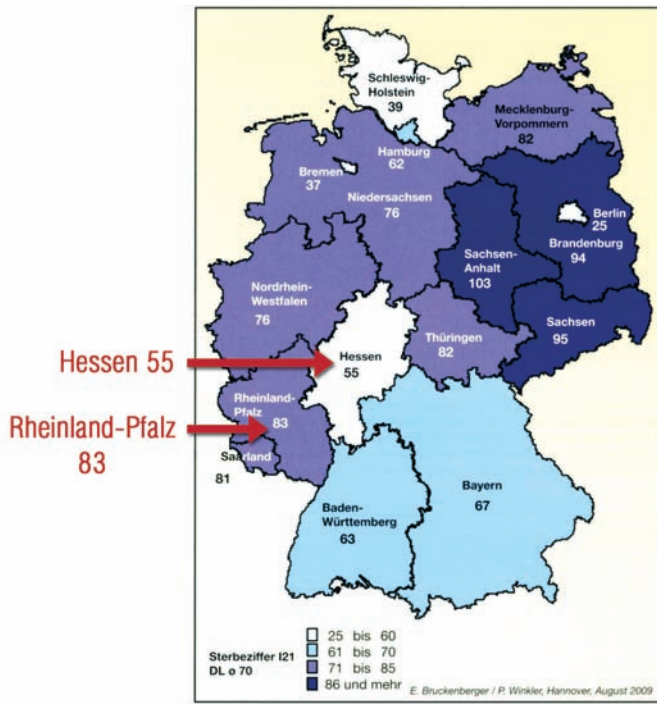 Schleswig-
Holstein
39
Mecklenburg-
Vorpommern
82
Hamburg
62
Bremen
37
Niedersachsen
76
Berlin
25
Brandenburg
94
Sachsen-
Anhalt
103
Nordrhein-
Westfalen
76
Sachsen
95
Thüringen
82
Hessen 55
Hessen
55
Rheinland-
Pfalz
83
Rheinland-Pfalz
83
Saarland
81
Bayern
67
Baden-
Württemberg
63
Sterbeziffer I21
DL o 70
25 bis 60
61 bis 70
71 bis 85
86 und mehr
E. Bruckenberger / P. Winkler, Hannover, August 2009